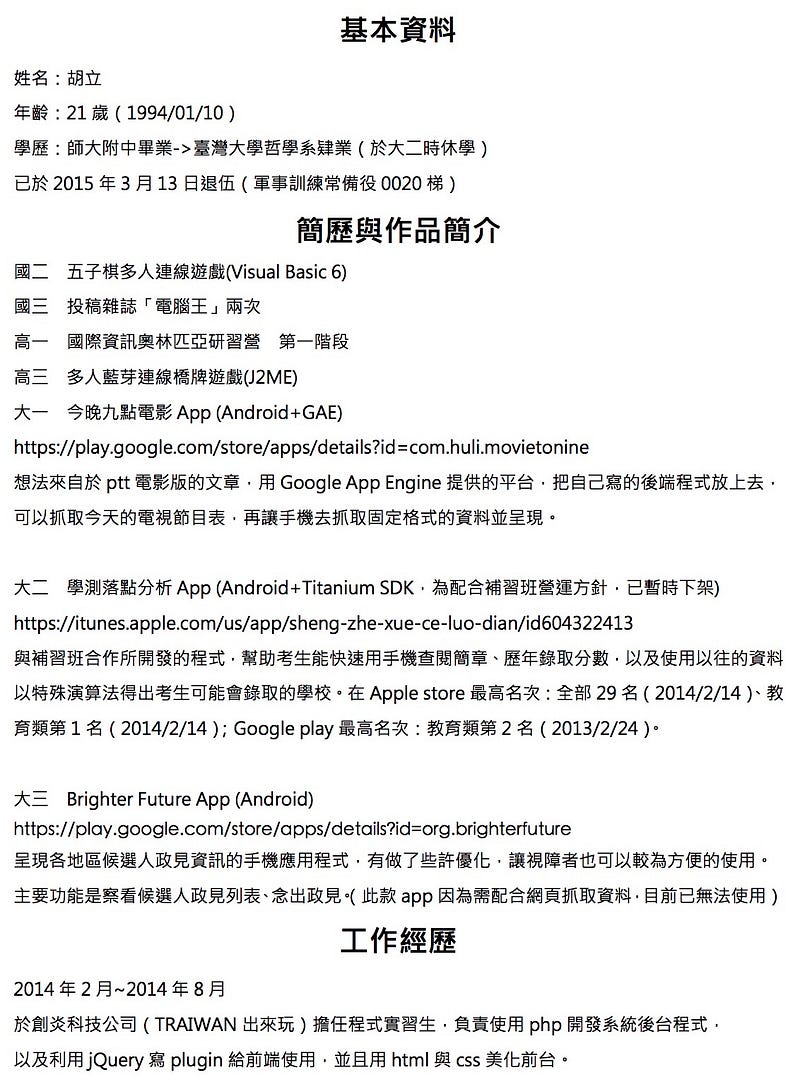 基本資料
姓名：胡立
年齡：21 歲（1994/01/10）
學歷：師大附中畢業->臺灣大學哲學系肄業（於大二時休學）
已於 2015 年 3 月 13 日退伍（軍事訓練常備役 0020 梯）
簡歷與作品簡介
國二　五子棋多人連線遊戲(Visual Basic 6)
國三　投稿雜誌「電腦王」兩次
高一　國際資訊奧林匹亞研習營　第一階段
高三　多人藍芽連線橋牌遊戲(J2ME)
大一　今晚九點電影 App (Android+GAE)
https://play.google.com/store/apps/details?id=com.huli.movietonine
想法來自於 ptt 電影版的文章，用 Google App Engine 提供的平台，把自己寫的後端程式放上去，
可以抓取今天的電視節目表，再讓手機去抓取固定格式的資料並呈現。
大二　學測落點分析 App (Android+Titanium SDK，為配合補習班營運方針，已暫時下架)
https://itunes.apple.com/us/app/sheng-zhe-xue-ce-luo-dian/id604322413
與補習班合作所開發的程式，幫助考生能快速用手機查閱簡章、歷年錄取分數，以及使用以往的資料
以特殊演算法得出考生可能會錄取的學校。在 Apple store 最高名次：全部 29 名（2014/2/14）、教
育類第 1 名（2014/2/14）；Google play 最高名次：教育類第 2 名（2013/2/24）。
大三　Brighter Future App (Android)
https://play.google.com/store/apps/details?id=org.brighterfuture
呈現各地區候選人政見資訊的手機應用程式，有做了些許優化，讓視障者也可以較為方便的使用。
主要功能是察看候選人政見列表、念出政見。（此款 app 因為需配合網頁抓取資料，目前已無法使用）
工作經歷
2014 年 2 月~2014 年 8 月
於創炎科技公司（TRAIWAN 出來玩）擔任程式實習生，負責使用 php 開發系統後台程式，
以及利用 jQuery 寫 plugin 給前端使用，並且用 html 與 css 美化前台。